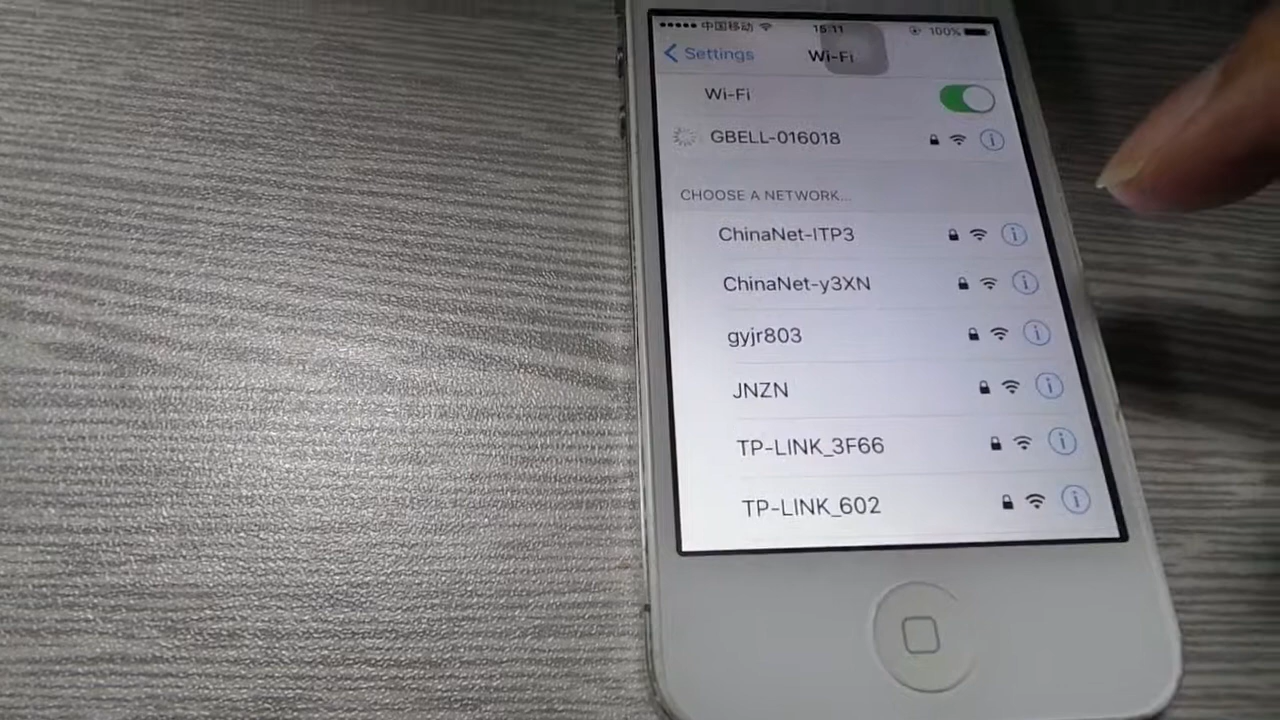 中国移动 15:11 100%
Settings Wi-Fi
Wi-Fi
GBELL-016018
CHOOSE A NETWORK...
ChinaNet-ITP3
ChinaNet-y3XN
gyjr803
JNZN
TP-LINK_3F66
TP-LINK_602